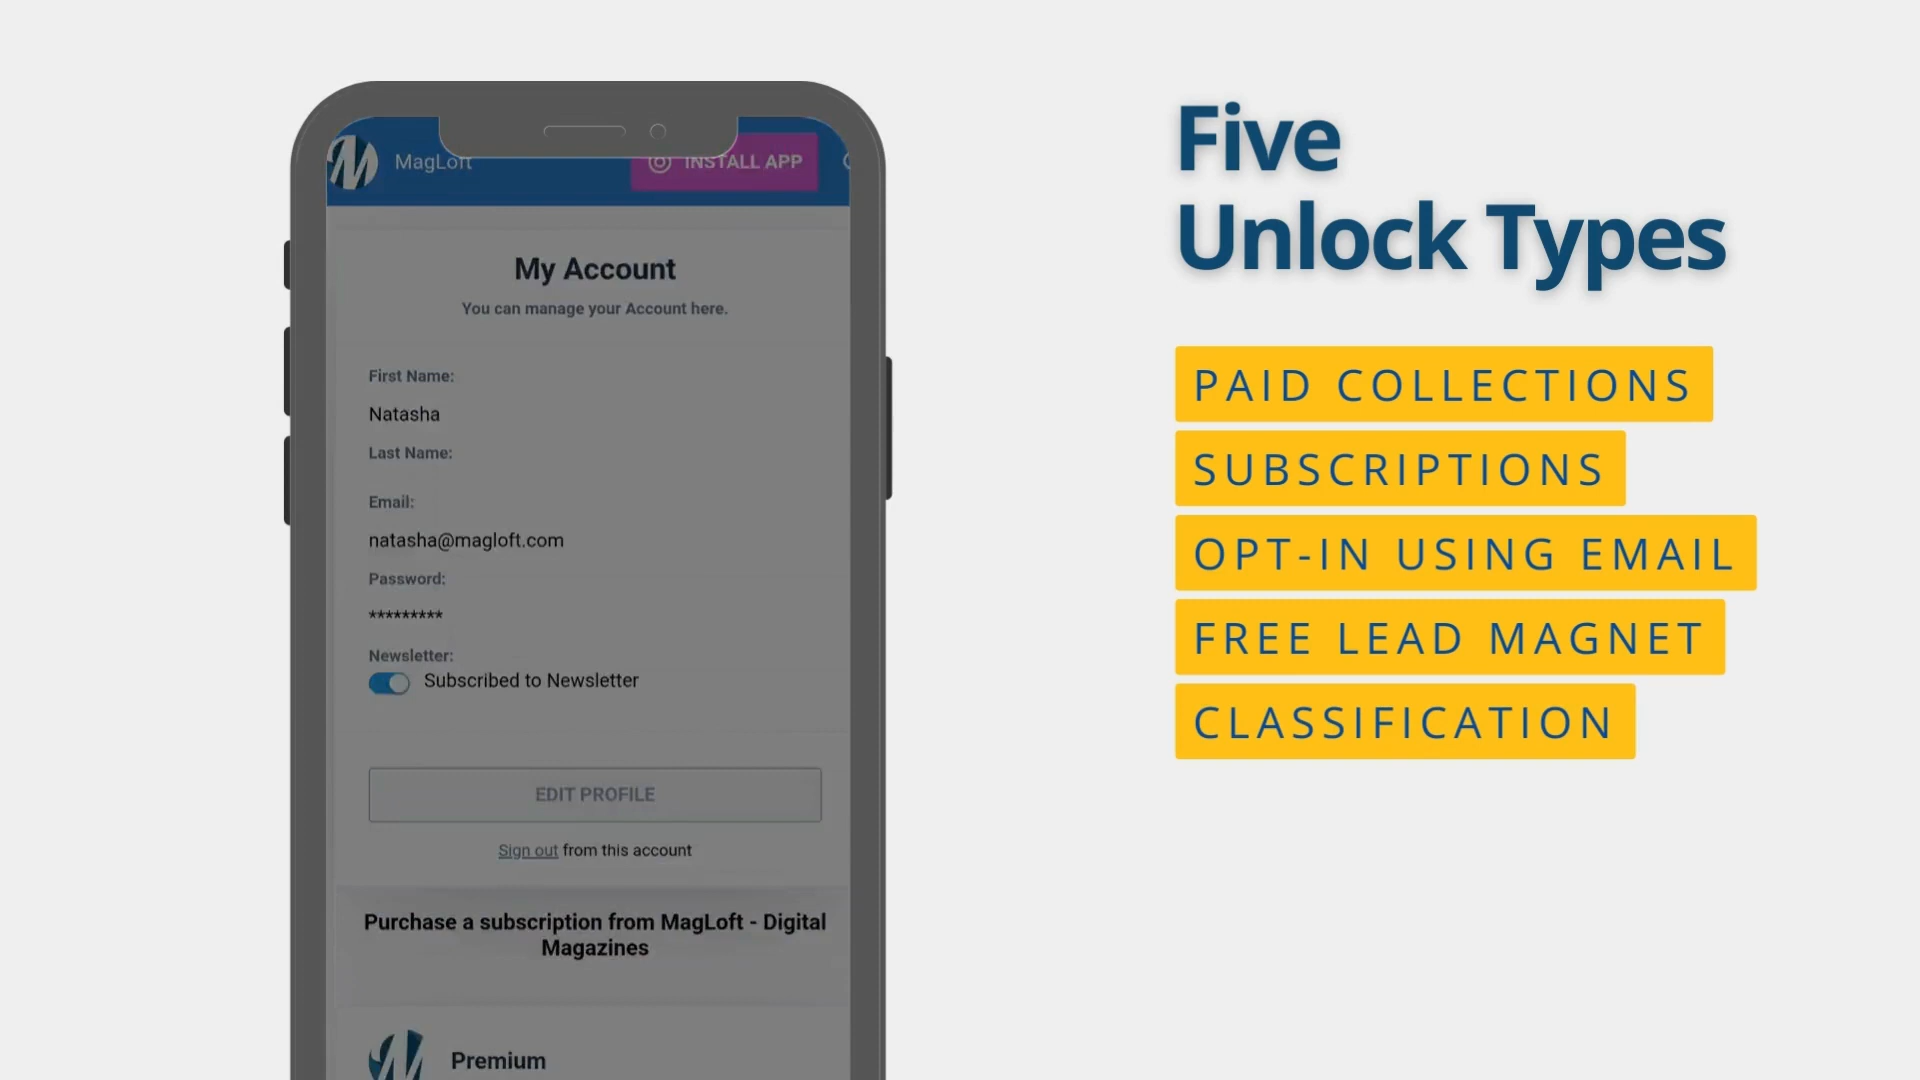 MagLoft
INSTALL APP
My Account
You can manage your Account here.
First Name:
Natasha
Last Name:
Email:
natasha@magloft.com
Password:
*********
Newsletter:
Subscribed to Newsletter
EDIT PROFILE
Sign out from this account
Purchase a subscription from MagLoft - Digital
Magazines
Premium
Five
Unlock Types
PAID COLLECTIONS
SUBSCRIPTIONS
OPT-IN USING EMAIL
FREE LEAD MAGNET
CLASSIFICATION